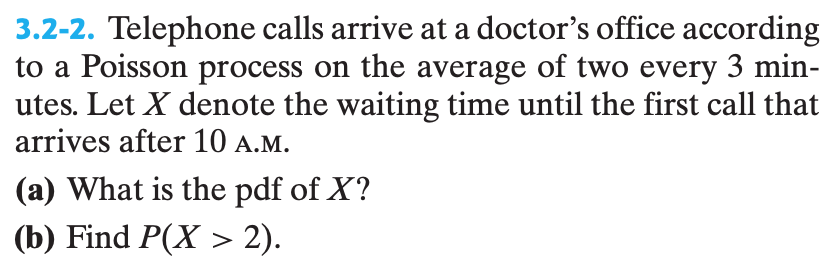 3.2-2. Telephone calls arrive at a doctor’s office according
to a Poisson process on the average of two every 3 min-
utes. Let X denote the waiting time until the first call that
arrives after 10 A.M.
(a) What is the pdf of X?
(b) Find P(X > 2).